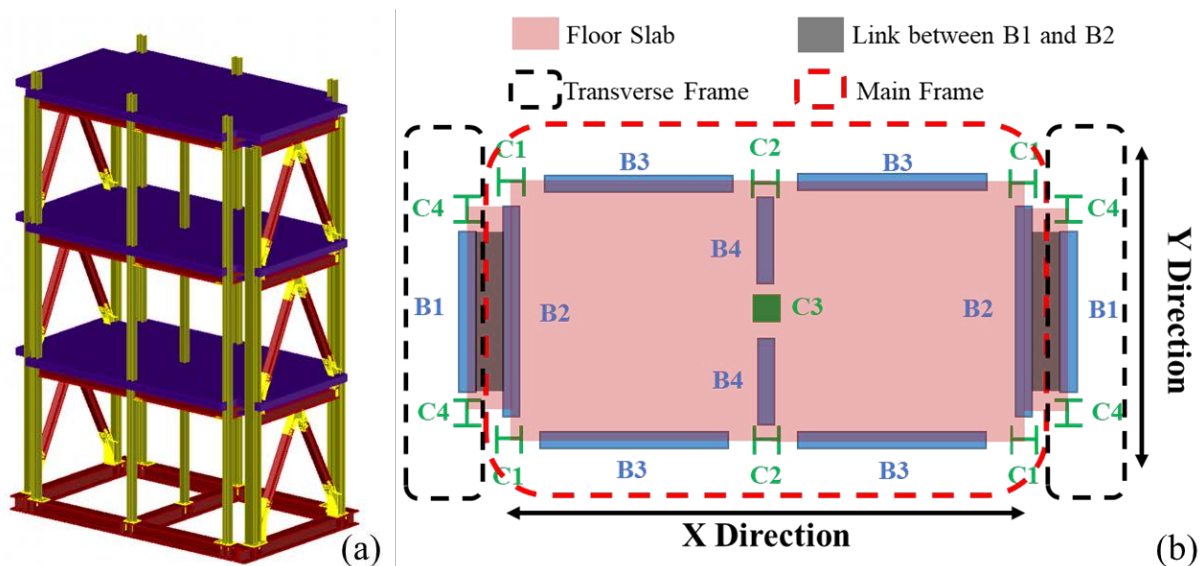 Floor Slab
Link between B1 and B2
Transverse Frame
Main Frame
C1
C2
C1
B3
B3
C4
C4
B4
B1
B2
C3
B2
B1
B4
C4
C4
B3
B3
C1
C2
C1
X Direction
Y Direction
(a)
(b)